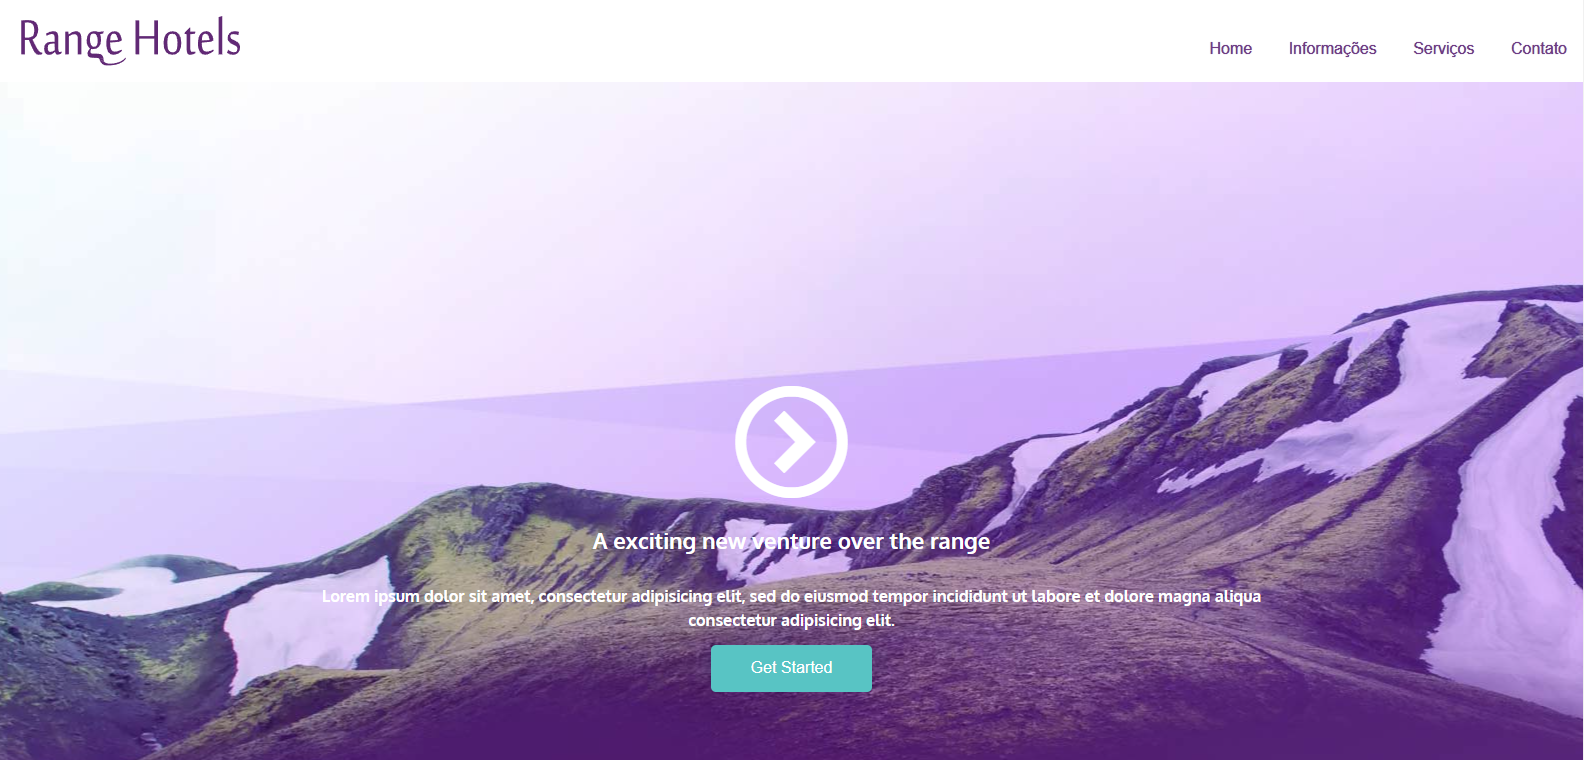 Range Hotels
Home Informações Serviços Contato
A exciting new venture over the range
Lorem ipsum dolor sit amet, consectetur adipisicing elit, sed do eiusmod tempor incididunt ut labore et dolore magna aliqua
consectetur adipisicing elit.
Get Started